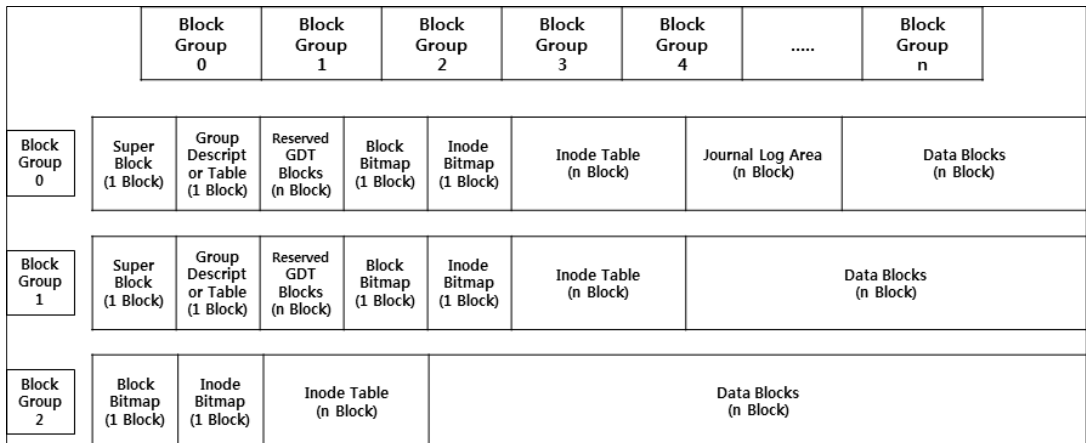 Block
Group
0
Block
Group
1
Block
Group
2
Block
Group
3
Block
Group
4
.....
Block
Group
n
Block
Group
0
Super
Block
(1 Block)
Group
Descript
or Table
(1 Block)
Reserved
GDT
Blocks
(n Block)
Block
Bitmap
(1 Block)
Inode
Bitmap
(1 Block)
Inode Table
(n Block)
Journal Log Area
(n Block)
Data Blocks
(n Block)
Block
Group
1
Super
Block
(1 Block)
Group
Descript
or Table
(1 Block)
Reserved
GDT
Blocks
(n Block)
Block
Bitmap
(1 Block)
Inode
Bitmap
(1 Block)
Inode Table
(n Block)
Data Blocks
(n Block)
Block
Group
2
Block
Bitmap
(1 Block)
Inode
Bitmap
(1 Block)
Inode Table
(n Block)
Data Blocks
(n Block)